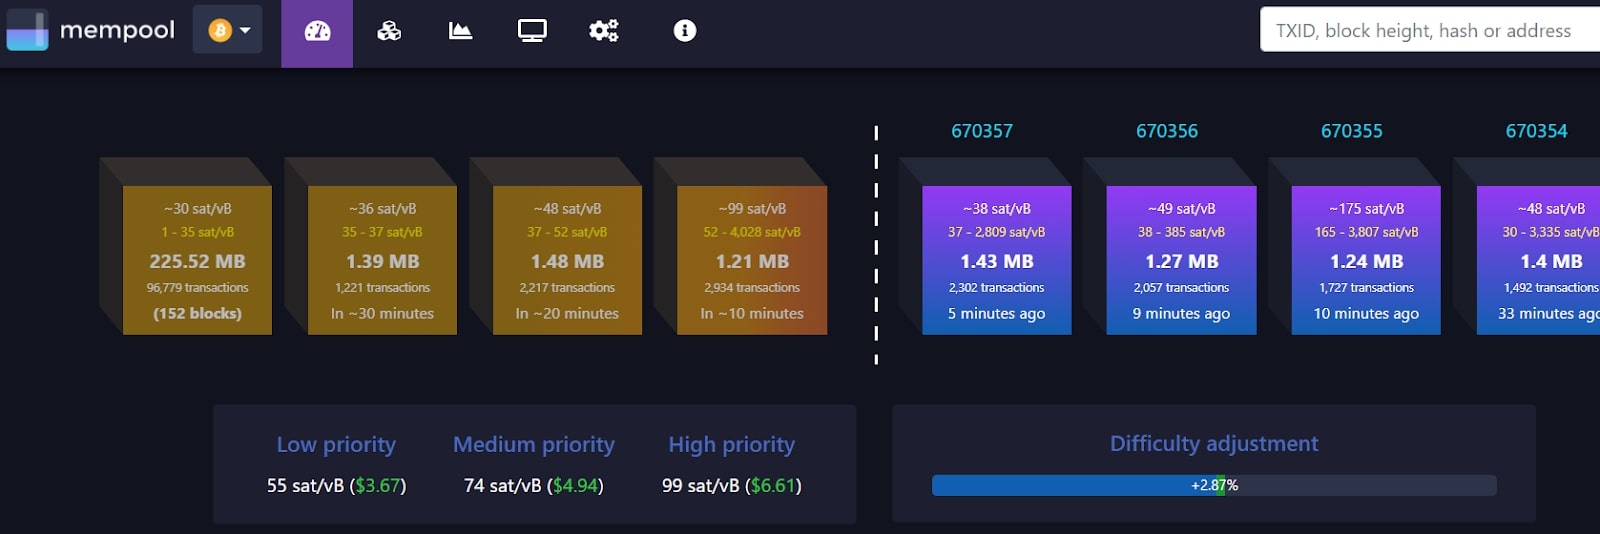 mempool
TXID, block height, hash or address
670357
670356
670355
670354
~30 sat/vB
1 - 35 sat/vB
225.52 MB
96,779 transactions
(152 blocks)
~36 sat/vB
35 - 37 sat/vB
1.39 MB
1,221 transactions
In ~30 minutes
~48 sat/vB
37 - 52 sat/vB
1.48 MB
2,217 transactions
In ~20 minutes
~99 sat/vB
52 - 4,028 sat/vB
1.21 MB
2,934 transactions
In ~10 minutes
~38 sat/vB
37 - 2,809 sat/vB
1.43 MB
2,302 transactions
5 minutes ago
~49 sat/vB
38 - 385 sat/vB
1.27 MB
2,057 transactions
9 minutes ago
~175 sat/vB
165 - 3,807 sat/vB
1.24 MB
1,727 transactions
10 minutes ago
~48 sat/vB
30 - 3,335 sat/vB
1.4 MB
1,492 transactions
33 minutes ago
Low priority
55 sat/vB ($3.67)
Medium priority
74 sat/vB ($4.94)
High priority
99 sat/vB ($6.61)
Difficulty adjustment
+2.87%